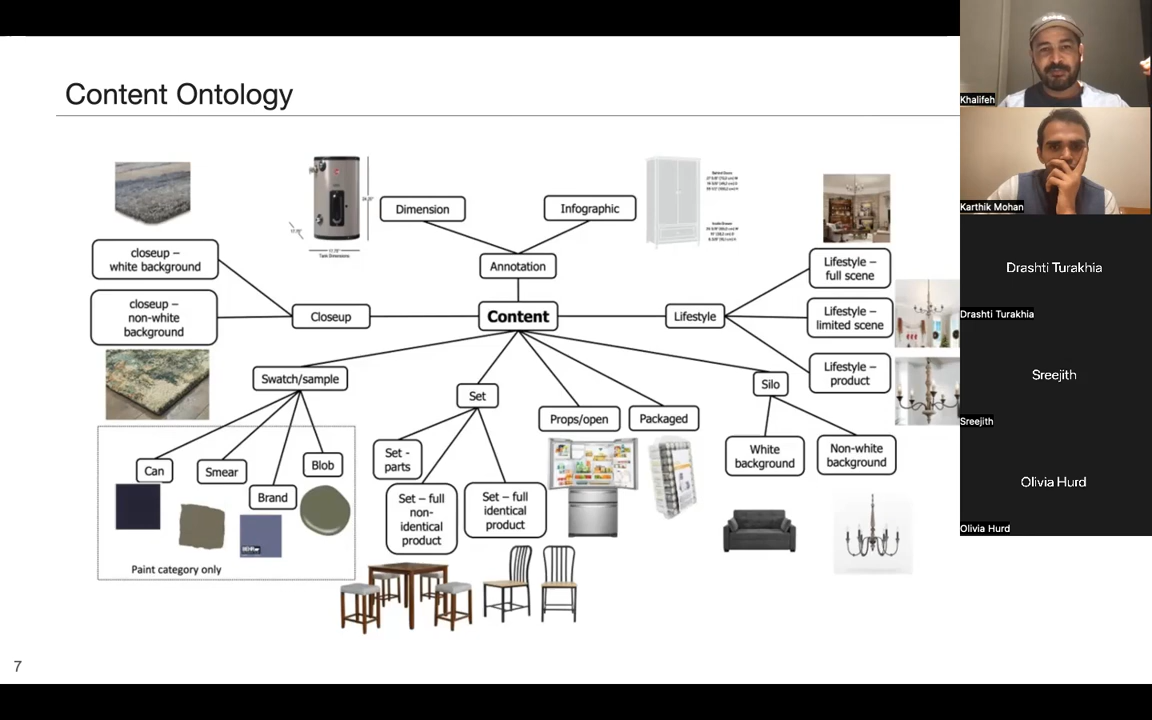 Content Ontology
Khalifeh
Karthik Mohan
Drashti Turakhia
Drashti Turakhia
Sreejith
Sreejith
Olivia Hurd
Olivia Hurd
Dimension
Infographic
Annotation
closeup –
white background
closeup –
non-white
background
Closeup
Content
Lifestyle
Lifestyle –
full scene
Lifestyle –
limited scene
Lifestyle –
product
Swatch/sample
Set
Props/open
Packaged
Silo
Can
Smear
Brand
Blob
Paint category only
Set -
parts
Set – full
non-
identical
product
Set – full
identical
product
White
background
Non-white
background
Tank Dimensions
7